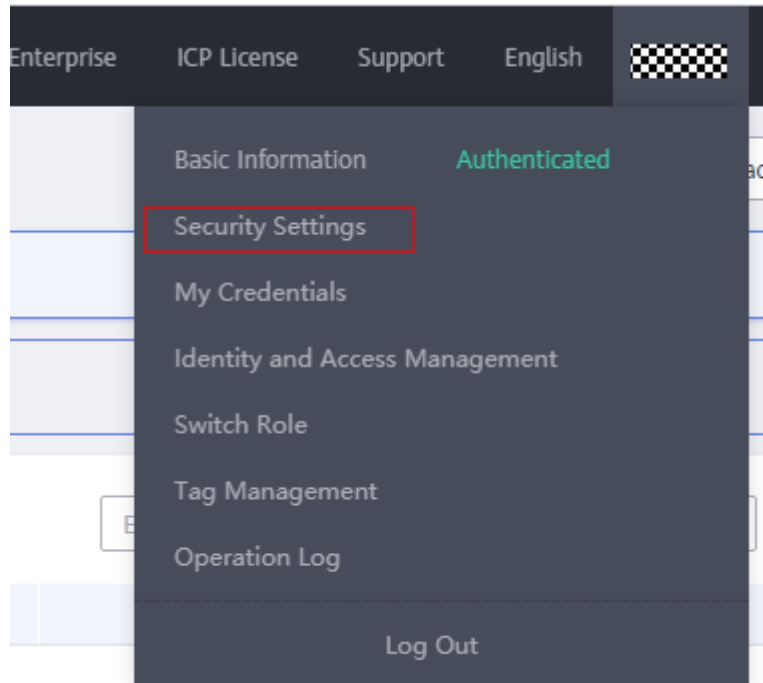 Enterprise ICP License Support English
Basic Information Authenticated
Security Settings
My Credentials
Identity and Access Management
Switch Role
Tag Management
Operation Log
Log Out